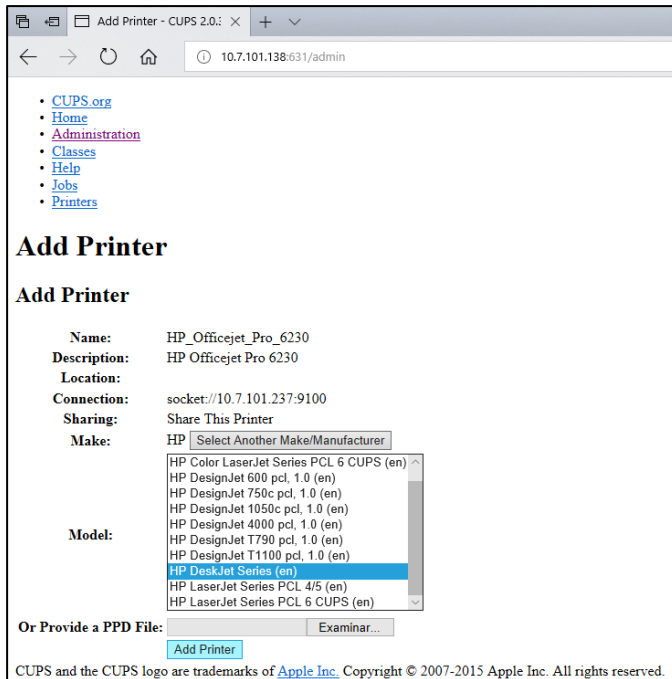 Add Printer - CUPS 2.0.:
10.7.101.138:631/admin
CUPS.org
Home
Administration
Classes
Help
Jobs
Printers
Add Printer
Add Printer
Name: HP_Officejet_Pro_6230
Description: HP Officejet Pro 6230
Location:
Connection: socket://10.7.101.237:9100
Sharing: Share This Printer
Make: HP Select Another Make/Manufacturer
HP Color LaserJet Series PCL 6 CUPS (en)
HP DesignJet 600 pcl, 1.0 (en)
HP DesignJet 750c pcl, 1.0 (en)
HP DesignJet 1050c pcl, 1.0 (en)
HP DesignJet 4000 pcl, 1.0 (en)
HP DesignJet T790 pcl, 1.0 (en)
Model: HP DesignJet T1100 pcl, 1.0 (en)
HP DeskJet Series (en)
HP LaserJet Series PCL 4/5 (en)
HP LaserJet Series PCL 6 CUPS (en)
Or Provide a PPD File: Examinar...
Add Printer
CUPS and the CUPS logo are trademarks of Apple Inc. Copyright © 2007-2015 Apple Inc. All rights reserved.